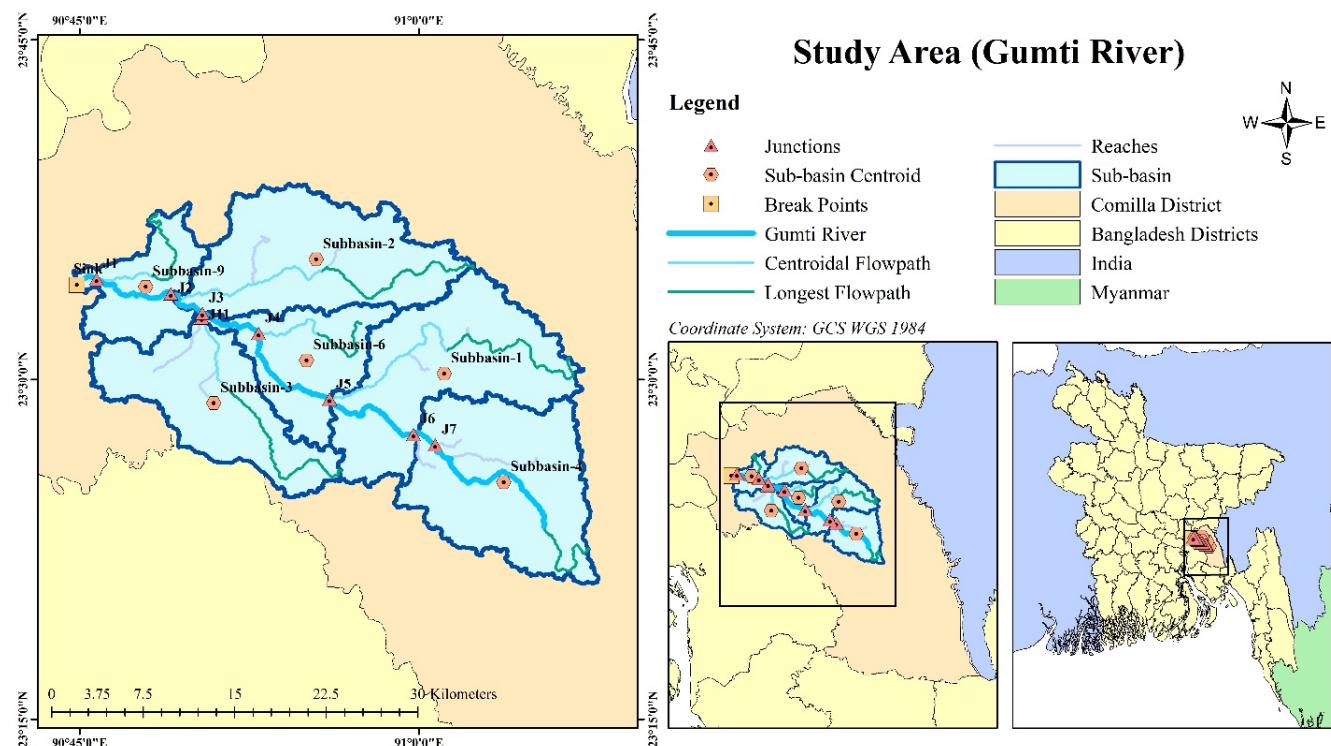 90°45'0"E 91°0'0"E
23°45'0"N 23°45'0"N
Study Area (Gumti River)
Legend
N
W E
S
Junctions
Sub-basin Centroid
Break Points
Gumti River
Centroidal Flowpath
Longest Flowpath
Reaches
Sub-basin
Comilla District
Bangladesh Districts
India
Myanmar
Coordinate System: GCS WGS 1984
Subbasin-2
Sink J1
Subbasin-9
J2
J3
J11
J4
Subbasin-6
Subbasin-1
23°30'0"N 23°30'0"N
Subbasin-3
J5
J6
J7
Subbasin-4
0 3.75 7.5 15 22.5 30 Kilometers
23°15'0"N 23°15'0"N
90°45'0"E 91°0'0"E